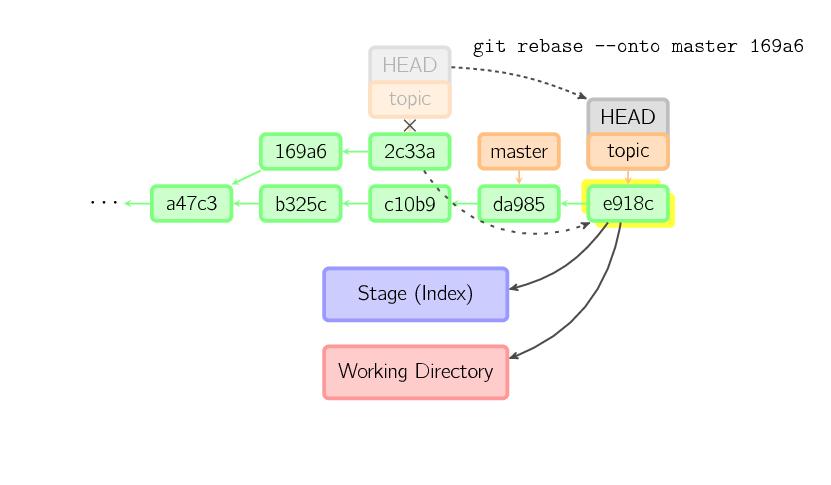 git rebase --onto master 169a6
HEAD
topic
HEAD
topic
169a6
2c33a
master
...
a47c3
b325c
c10b9
da985
e918c
Stage (Index)
Working Directory